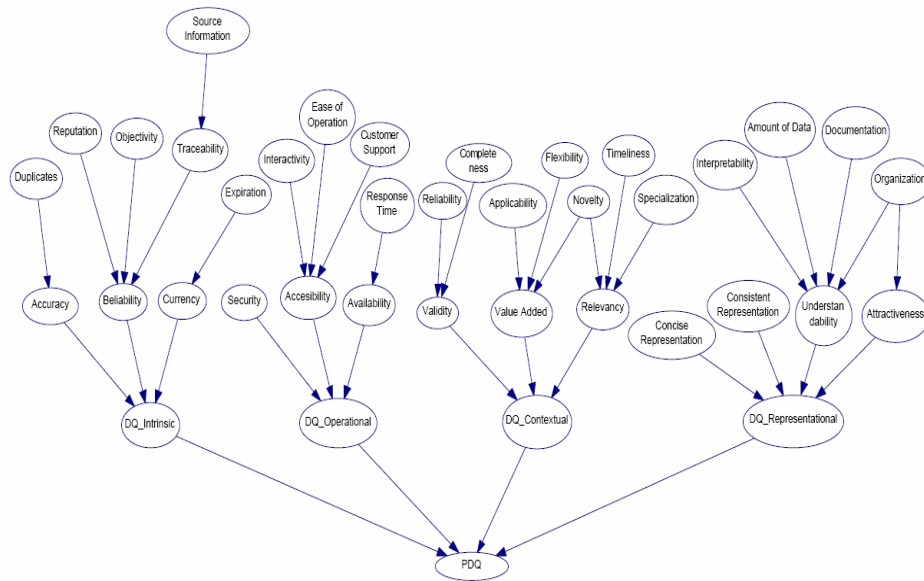 Source
Information
Ease of
Operation
Reputation
Objectivity
Traceability
Interactivity
Customer
Support
Complete
ness
Flexibility
Timeliness
Interpretability
Amount of Data
Documentation
Duplicates
Expiration
Response
Time
Reliability
Applicability
Novelty
Specialization
Organization
Accuracy
Beliability
Currency
Security
Accesibility
Availability
Validity
Value Added
Relevancy
Concise
Representation
Consistent
Representation
Understan
dability
Attractiveness
DQ_Intrinsic
DQ_Operational
DQ_Contextual
DQ_Representational
PDQ